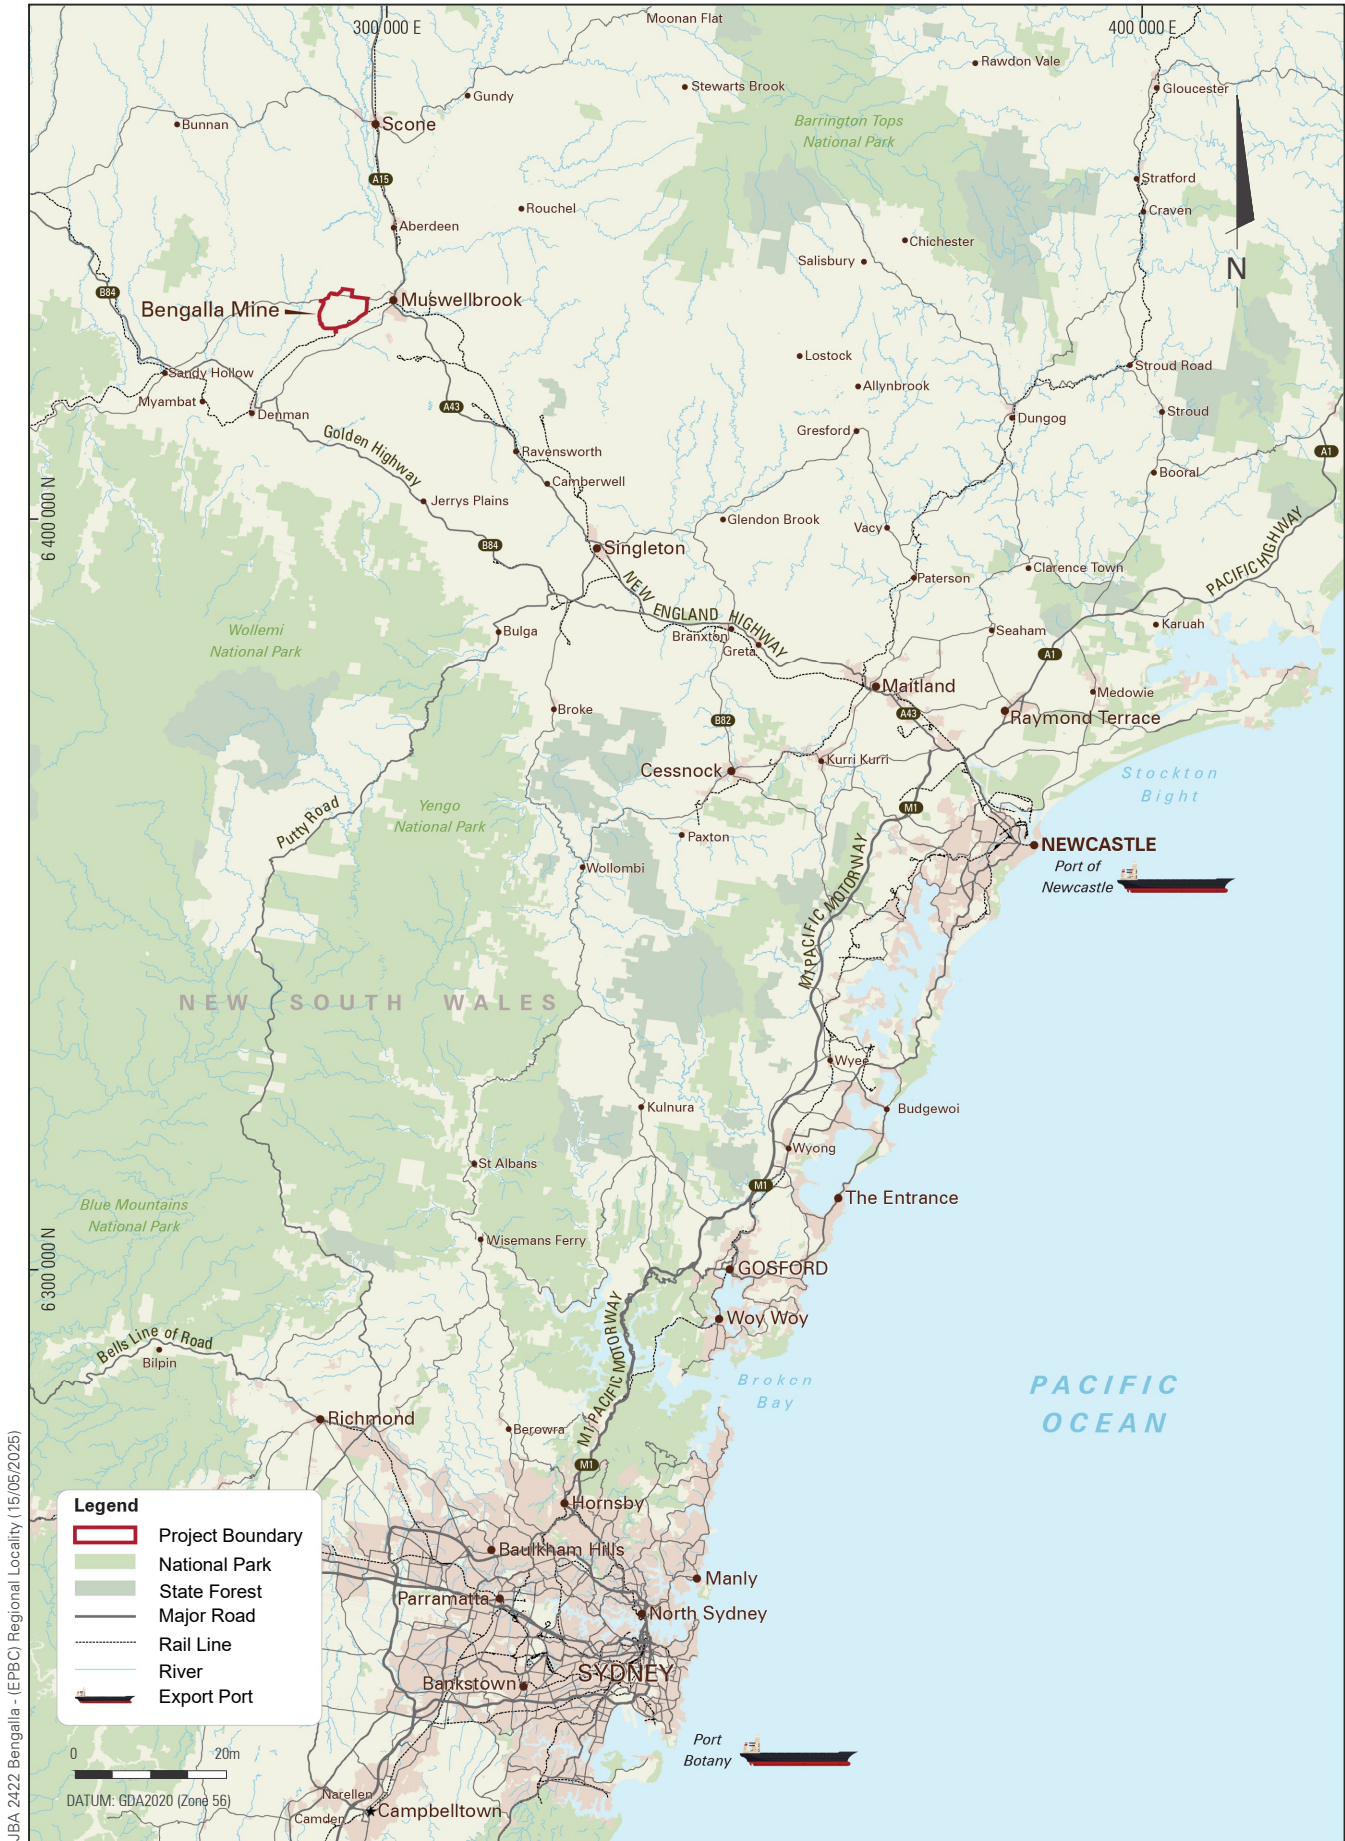 Moonan Flat
300 000 E
400 000 E
Rawdon Vale
Stewarts Brook
Gloucester
Gundy
Bunnan
Scone
Barrington Tops
National Park
A15
Stratford
Rouchel
Craven
Aberdeen
Chichester
Salisbury
N
B84
Bengalla Mine
Muswellbrook
Lostock
Stroud Road
Sandy Hollow
Allynbrook
Myambat
Denman
A43
Stroud
Dungog
Golden Highway
Gresford
Ravensworth
A1
Camberwell
Booral
Jerrys Plains
6 400 000 N
Glendon Brook
Vacy
PACIFIC HIGHWAY
B84
Singleton
Clarence Town
Paterson
NEW ENGLAND HIGHWAY
Wollemi
National Park
Bulga
Branxton
Greta
Seaham
Karuah
A1
Maitland
Medowie
Broke
B82
A43
Raymond Terrace
Kurri Kurri
Cessnock
Stockton
Bight
Putty Road
Yengo
National Park
M1
Paxton
NEWCASTLE
Port of
Newcastle
Wollombi
M1 PACIFIC MOTORWAY
NEW SOUTH WALES
Wyee
Kulnura
Budgewoi
Wyong
St Albans
M1
The Entrance
Blue Mountains
National Park
Wisemans Ferry
GOSFORD
6 300 000 N
Woy Woy
Bells Line of Road
Bilpin
M1 PACIFIC MOTORWAY
Broken
Bay
PACIFIC
OCEAN
Richmond
Berowra
M1
Hornsby
Baulkham Hills
Manly
Parramatta
North Sydney
SYDNEY
Bankstown
Port
Botany
Narellen
Camden
Campbelltown
Legend
Project Boundary
National Park
State Forest
Major Road
Rail Line
River
Export Port
0 20m
DATUM: GDA2020 (Zone 56)
JBA 2422 Bengalla - (EPBC) Regional Locality (15/05/2025)